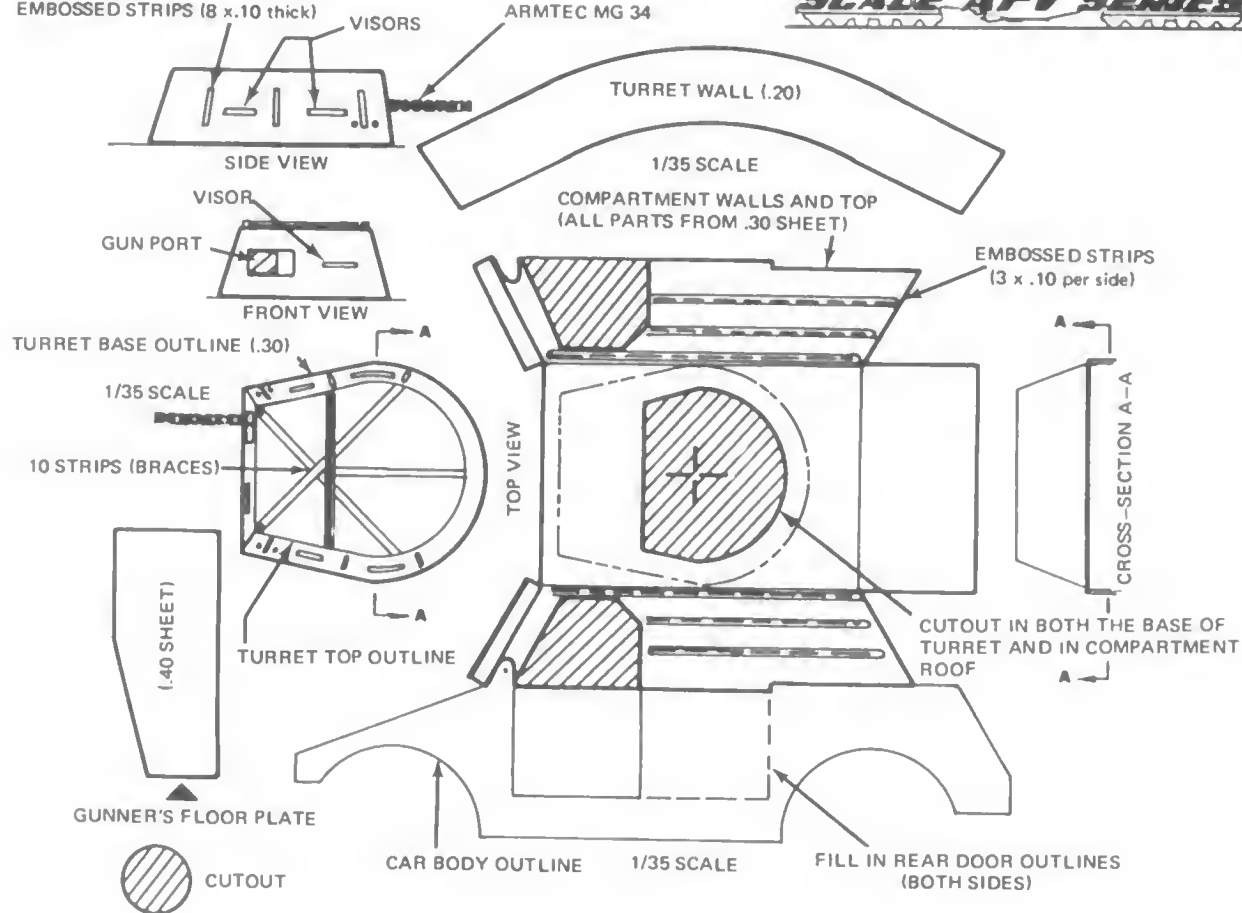 EMBOSSED STRIPS (8 x .10 thick)
VISORS
ARMTEC MG 34
SCALE AFV SERIES
TURRET WALL (.20)
SIDE VIEW
1/35 SCALE
VISOR
COMPARTMENT WALLS AND TOP
(ALL PARTS FROM .30 SHEET)
GUN PORT
EMBOSSED STRIPS
(3 x .10 per side)
FRONT VIEW
A
A
TURRET BASE OUTLINE (.30)
1/35 SCALE
TOP VIEW
CROSS-SECTION A-A
10 STRIPS (BRACES)
A
(.40 SHEET)
TURRET TOP OUTLINE
CUTOUT IN BOTH THE BASE OF
TURRET AND IN COMPARTMENT
ROOF
A
GUNNER'S FLOOR PLATE
CAR BODY OUTLINE
1/35 SCALE
FILL IN REAR DOOR OUTLINES
(BOTH SIDES)
CUTOUT